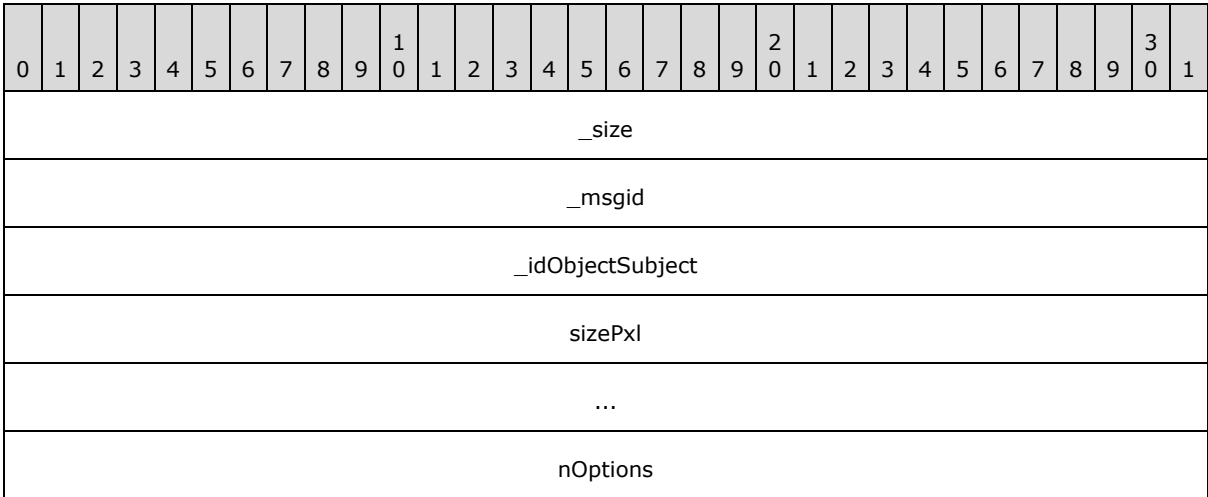 1 2 3
0 1 2 3 4 5 6 7 8 9 0 1 2 3 4 5 6 7 8 9 0 1 2 3 4 5 6 7 8 9 0 1
_size
_msgid
_idObjectSubject
sizePxl
...
nOptions